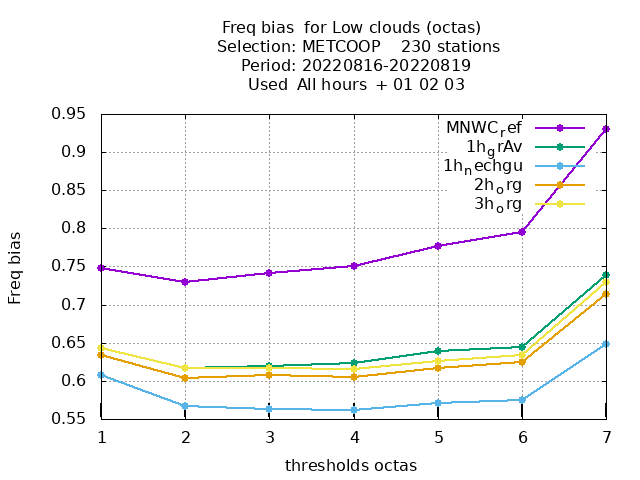 Freq bias  for Low clouds (octas)
Selection: METCOOP    230 stations
Period: 20220816-20220819
Used  All hours  + 01 02 03
0.95
0.9
0.85
0.8
0.75
0.7
0.65
0.6
0.55
Freq bias
MNWC_ref
1h_grAv
1h_nechgu
2h_org
3h_org
1 2 3 4 5 6 7
thresholds octas